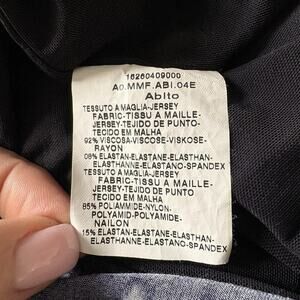 16260409000
A0.MMF.ABI.04E
Abito
TESSUTO A MAGLIA-JERSEY
FABRIC-TISSU A MAILLE-
JERSEY-TEJIDO DE PUNTO-
TECIDO EM MALHA
92% VISCOSA-VISCOSE-VISKOSE-
RAYON
08% ELASTAN-ELASTANE-ELASTHAN-
ELASTHANNE-ELASTANO-SPANDEX
TESSUTO A MAGLIA-JERSEY
FABRIC-TISSU A MAILLE-
JERSEY-TEJIDO DE PUNTO-
TECIDO EM MALHA
85% POLIAMMIDE-NYLON-
POLYAMID-POLYAMIDE-
NAILON
15% ELASTAN-ELASTANE-ELASTHAN-
ELASTHANNE-ELASTANO-SPANDEX